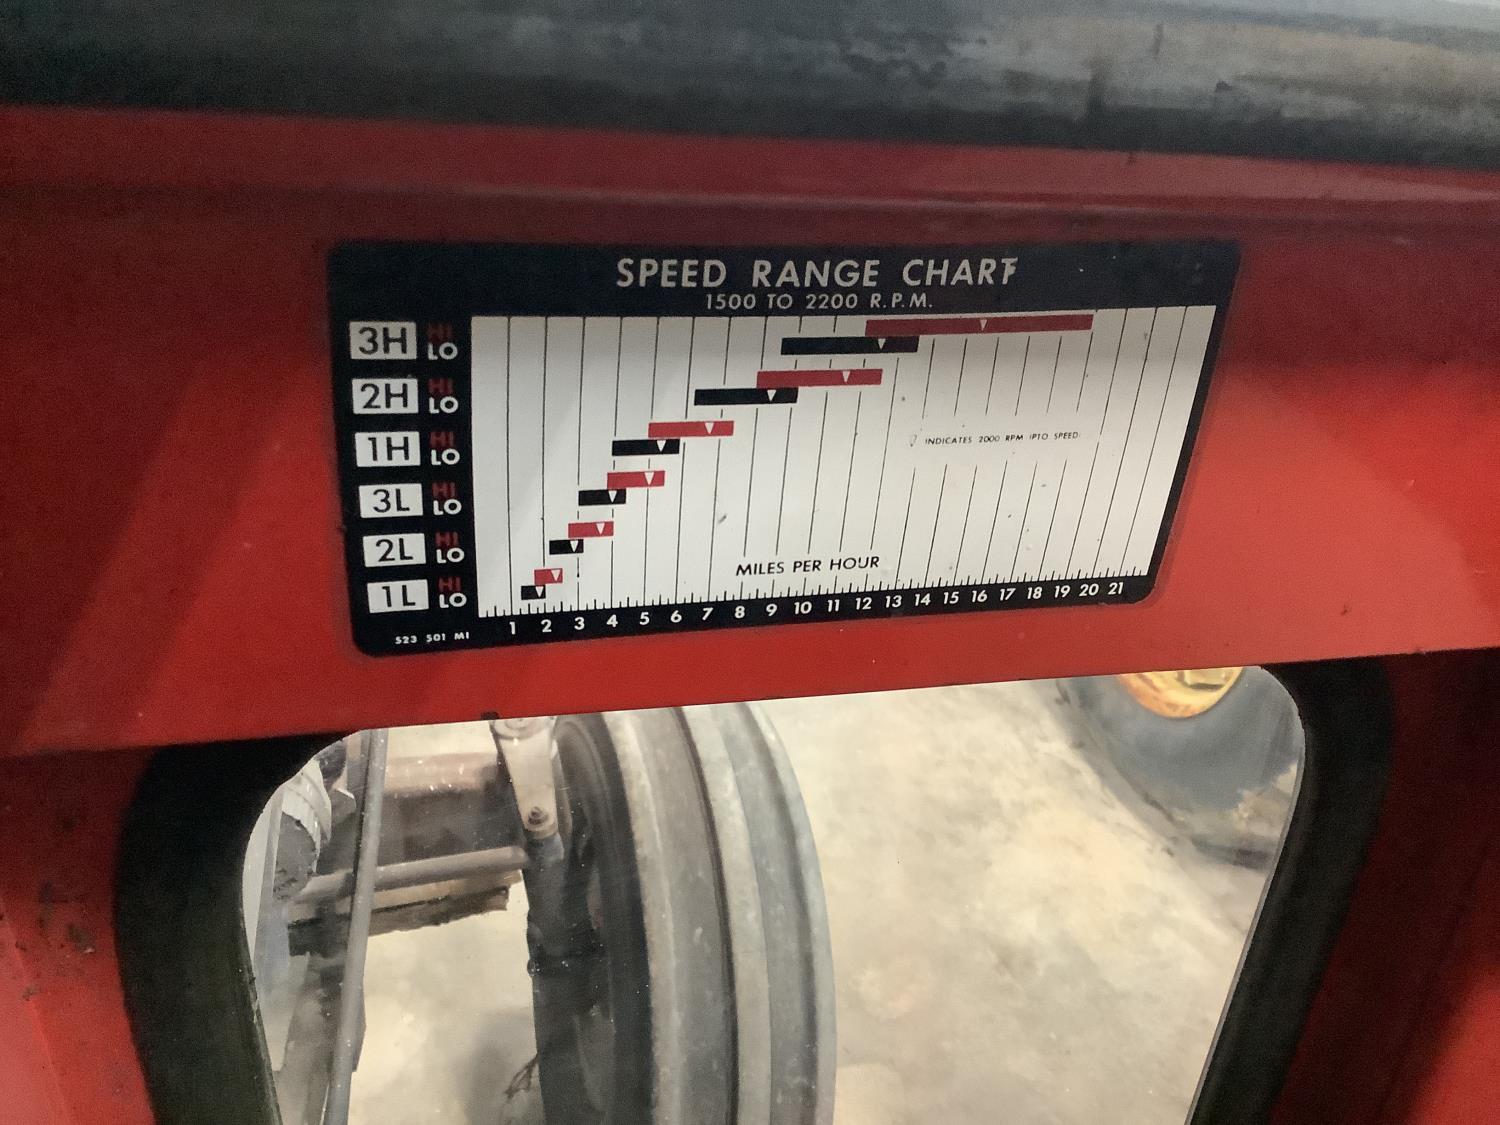 SPEED RANGE CHART
1500 TO 2200 R.P.M.
3H HI
LO
2H HI
LO
1H HI
LO
INDICATES 2000 RPM (PTO SPEED)
3L HI
LO
2L HI
LO
MILES PER HOUR
1L HI
LO
1 2 3 4 5 6 7 8 9 10 11 12 13 14 15 16 17 18 19 20 21
523 501 M1